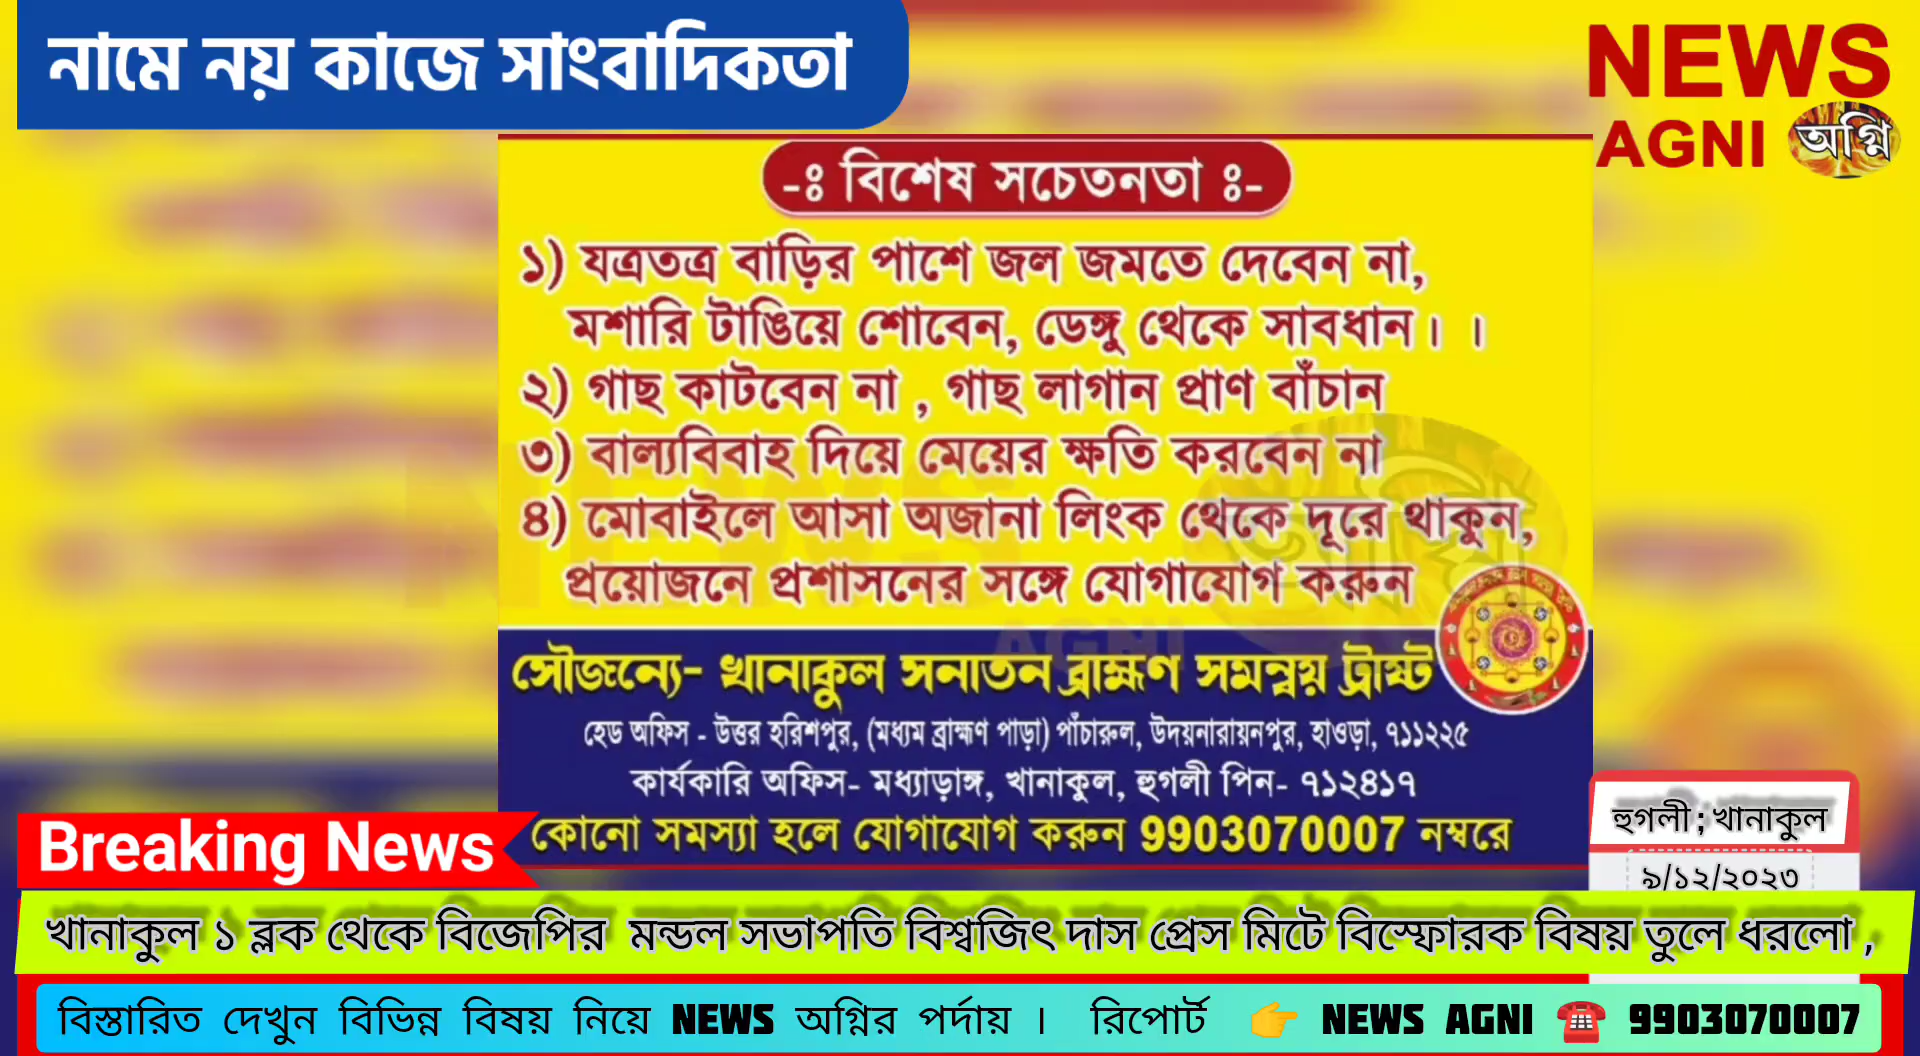 নামে নয় কাজে সাংবাদিকতা
NEWS
AGNI অগ্নি
-ঃ বিশেষ সচেতনতা ঃ-
১) যত্রতত্র বাড়ির পাশে জল জমতে দেবেন না,
মশারি টাঙিয়ে শোবেন, ডেঙ্গু থেকে সাবধান। ।
২) গাছ কাটবেন না , গাছ লাগান প্রাণ বাঁচান
৩) বাল্যবিবাহ দিয়ে মেয়ের ক্ষতি করবেন না
৪) মোবাইলে আসা অজানা লিংক থেকে দূরে থাকুন,
প্রয়োজনে প্রশাসনের সঙ্গে যোগাযোগ করুন
NEWS
AGNI অগ্নি
সৌজন্যে- খানাকুল সনাতন ব্রাহ্মণ সমন্বয় ট্রাষ্ট
হেড অফিস - উত্তর হরিশপুর, (মধ্যম ব্রাহ্মণ পাড়া) পাঁচারুল, উদয়নারায়নপুর, হাওড়া, ৭১১২২৫
কার্যকারি অফিস- মধ্যাড়াঙ্গ, খানাকুল, হুগলী পিন- ৭১২৪১৭
কোনো সমস্যা হলে যোগাযোগ করুন 9903070007 নম্বরে
হুগলী ; খানাকুল
৯/১২/২০২৩
Breaking News
খানাকুল ১ ব্লক থেকে বিজেপির মন্ডল সভাপতি বিশ্বজিৎ দাস প্রেস মিটে বিস্ফোরক বিষয় তুলে ধরলো ,
বিস্তারিত দেখুন বিভিন্ন বিষয় নিয়ে NEWS অগ্নির পর্দায় । রিপোর্ট 👉 NEWS AGNI ☎️ 9903070007